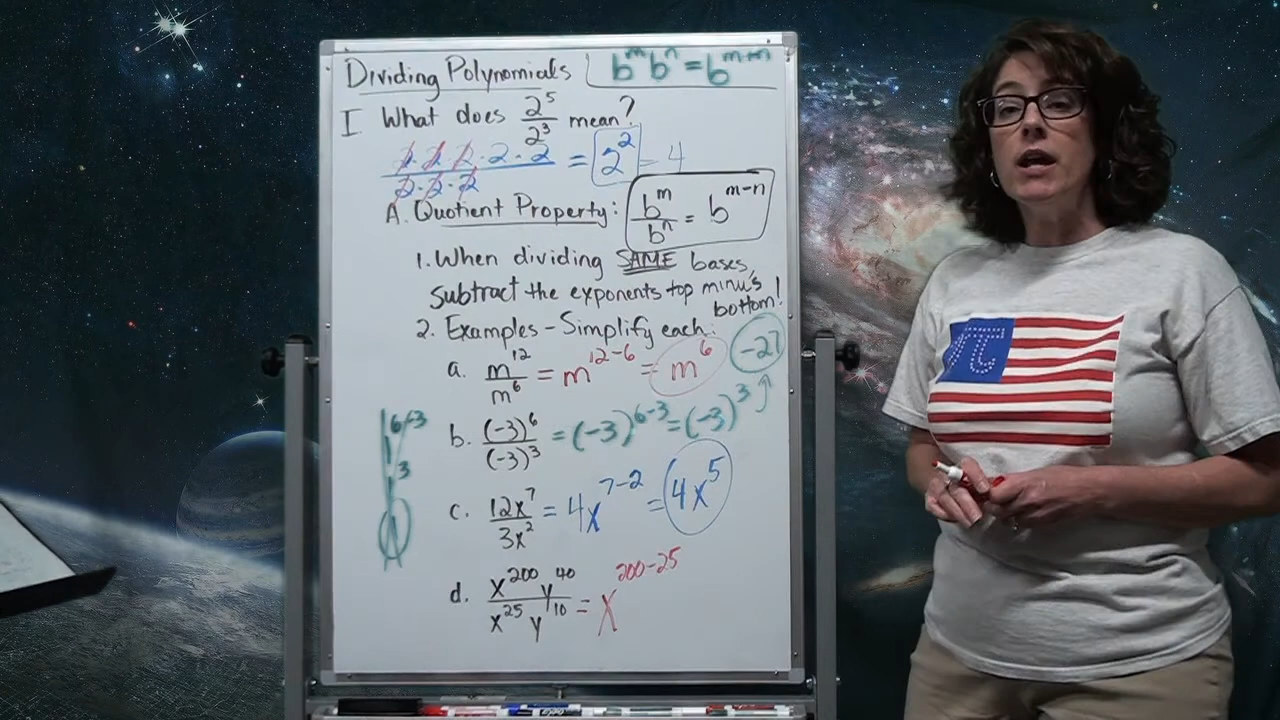 Dividing Polynomials
b^m b^n = b^{m+n}
I. What does 2^5/2^3 mean?
2·2·2·2·2 / 2·2·2 = 2^2 = 4
A. Quotient Property: b^m/b^n = b^{m-n}
1. When dividing SAME bases,
subtract the exponents top minus
bottom!
2. Examples - Simplify each:
a. m^12/m^6 = m^{12-6} = m^6
b. (-3)^6/(-3)^3 = (-3)^{6-3} = (-3)^3
-27
c. 12x^7/3x^2 = 4x^{7-2} = 4x^5
d. x^200 y^40 / x^25 y^10 = x^{200-25}
π
EXPO